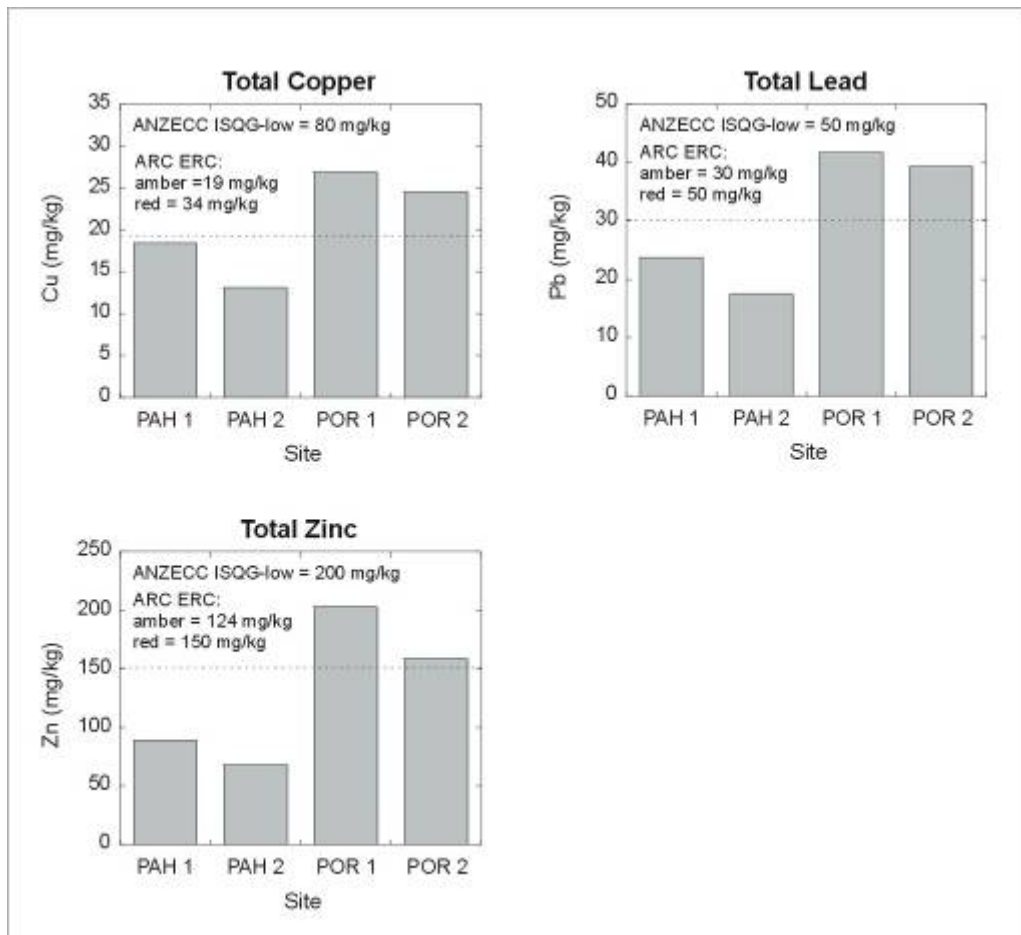 Total Copper
35
30
25
20
15
10
5
0
Cu (mg/kg)
ANZECC ISQG-low = 80 mg/kg
ARC ERC:
amber =19 mg/kg
red = 34 mg/kg
PAH 1 PAH 2 POR 1 POR 2
Site
Total Lead
50
40
30
20
10
0
Pb (mg/kg)
ANZECC ISQG-low = 50 mg/kg
ARC ERC:
amber = 30 mg/kg
red = 50 mg/kg
PAH 1 PAH 2 POR 1 POR 2
Site
Total Zinc
250
200
150
100
50
0
Zn (mg/kg)
ANZECC ISQG-low = 200 mg/kg
ARC ERC:
amber = 124 mg/kg
red = 150 mg/kg
PAH 1 PAH 2 POR 1 POR 2
Site